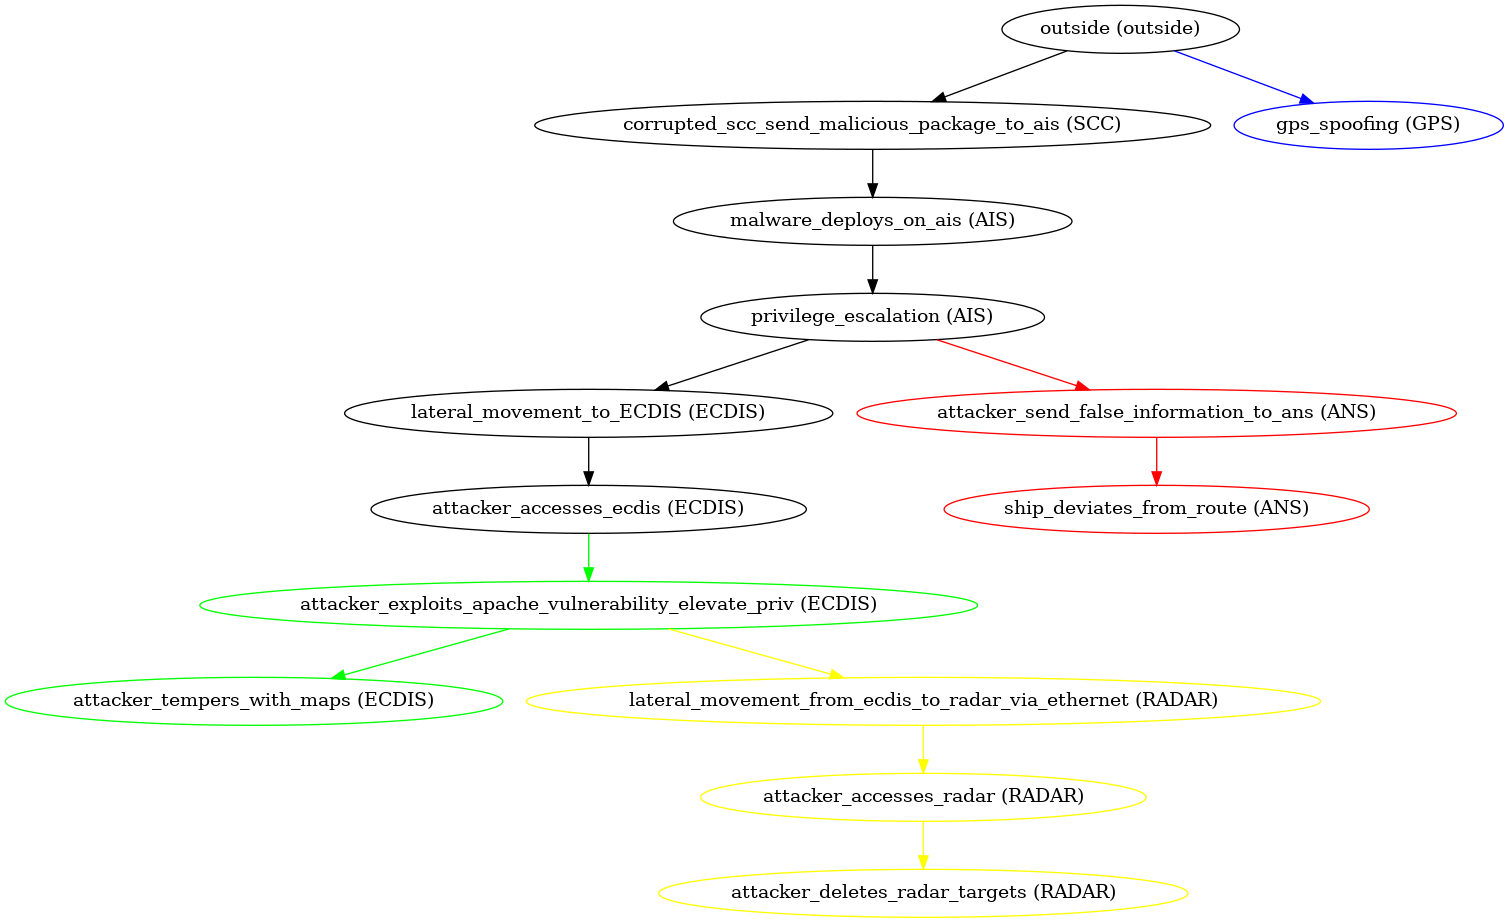 outside (outside)
corrupted_scc_send_malicious_package_to_ais (SCC)
gps_spoofing (GPS)
malware_deploys_on_ais (AIS)
privilege_escalation (AIS)
lateral_movement_to_ECDIS (ECDIS)
attacker_send_false_information_to_ans (ANS)
attacker_accesses_ecdis (ECDIS)
ship_deviates_from_route (ANS)
attacker_exploits_apache_vulnerability_elevate_priv (ECDIS)
attacker_tempers_with_maps (ECDIS)
lateral_movement_from_ecdis_to_radar_via_ethernet (RADAR)
attacker_accesses_radar (RADAR)
attacker_deletes_radar_targets (RADAR)